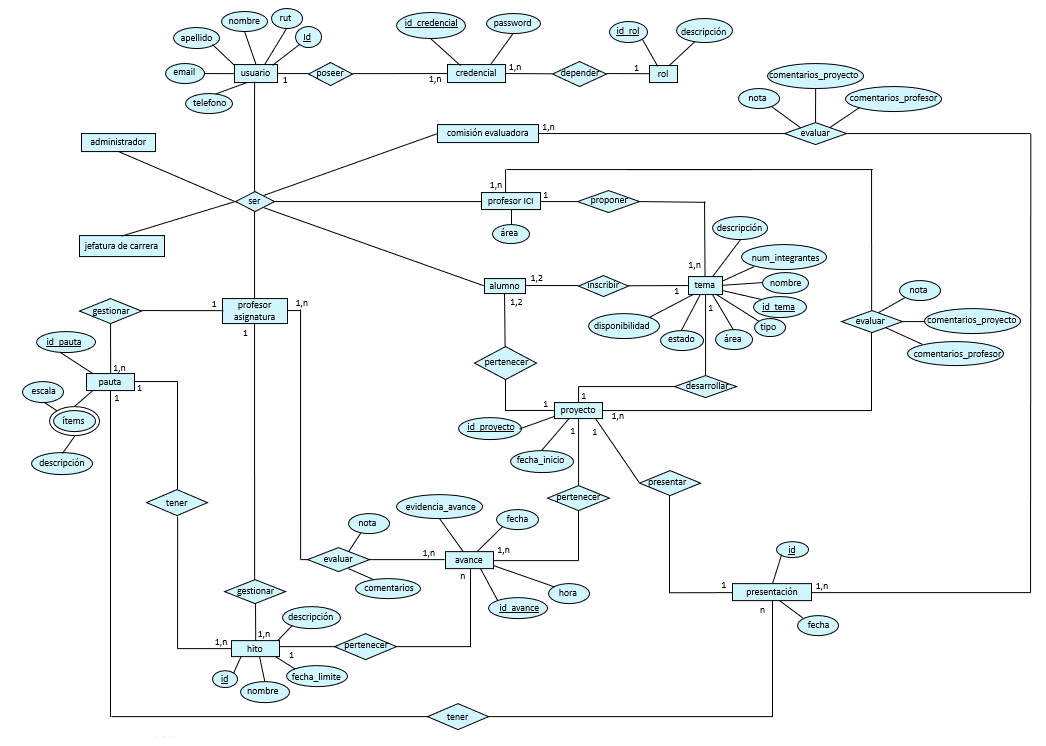 nombre
rut
apellido
Id
email
usuario
telefono
1
poseer
id_credencial
password
1,n
credencial
1,n
depender
1
id_rol
descripción
rol
comentarios_proyecto
nota
comentarios_profesor
evaluar
administrador
comisión evaluadora
1,n
ser
1,n
profesor ICI
1
proponer
área
jefatura de carrera
descripción
num_integrantes
1,n
nombre
alumno
1,2
inscribir
1
tema
id_tema
1,2
disponibilidad
estado
1
área
tipo
nota
evaluar
comentarios_proyecto
comentarios_profesor
gestionar
1
profesor
asignatura
1,n
1
id_pauta
1,n
pauta
1
1
escala
ítems
descripción
pertenecer
desarrollar
1
1
proyecto
1,n
id_proyecto
1
1
fecha_inicio
presentar
pertenecer
tener
evidencia_avance
nota
fecha
evaluar
1,n
avance
1,n
comentarios
n
id_avance
hora
id
1
presentación
1,n
n
fecha
gestionar
descripción
1,n
1,n
hito
1
pertenecer
id
nombre
fecha_limite
tener